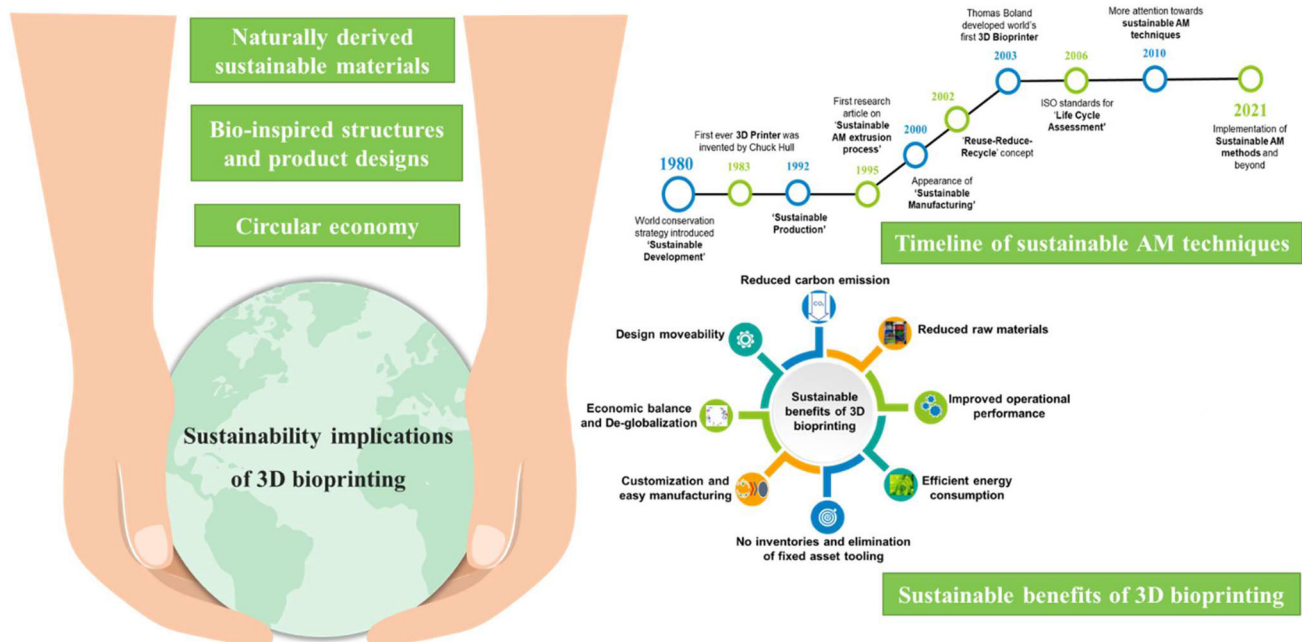 Naturally derived
sustainable materials
Bio-inspired structures
and product designs
Circular economy
Sustainability implications
of 3D bioprinting
1980
World conservation
strategy introduced
‘Sustainable
Development’
1983
First ever 3D Printer was
invented by Chuck Hull
1992
‘Sustainable
Production’
First research
article on
‘Sustainable
AM extrusion
process’
1995
2000
Appearance of
‘Sustainable
Manufacturing’
2002
‘Reuse-Reduce-
Recycle’ concept
Thomas Boland
developed world’s
first 3D Bioprinter
2003
2006
ISO standards for
‘Life Cycle
Assessment’
More attention towards
sustainable AM
techniques
2010
2021
Implementation of
Sustainable AM
methods and
beyond
Timeline of sustainable AM techniques
Reduced carbon emission
CO₂
Reduced raw materials
Improved operational
performance
Efficient energy
consumption
No inventories and elimination
of fixed asset tooling
Customization and
easy manufacturing
Economic balance
and De-globalization
Design moveability
Sustainable
benefits of 3D
bioprinting
Sustainable benefits of 3D bioprinting